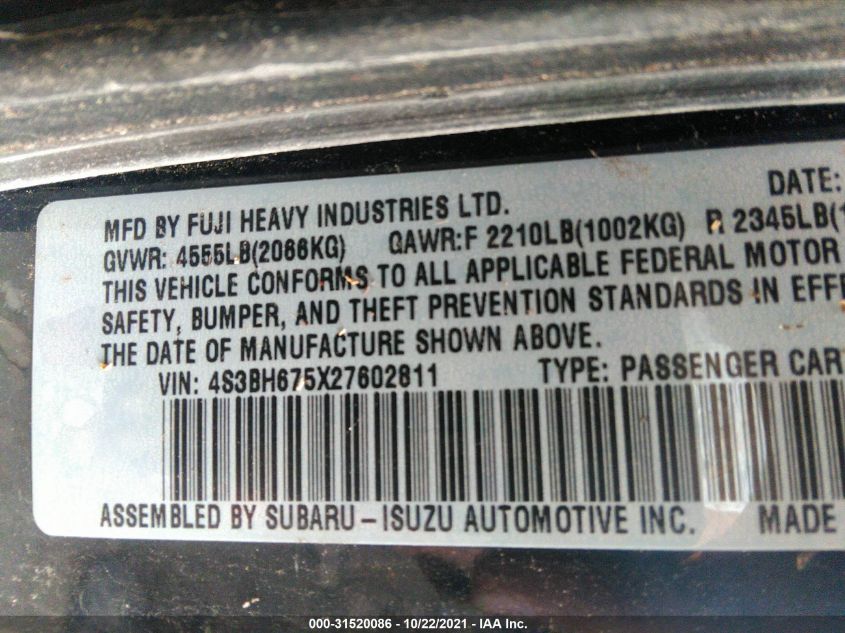 DATE:
MFD BY FUJI HEAVY INDUSTRIES LTD.
GVWR: 4555LB(2066KG) GAWR:F 2210LB(1002KG) R 2345LB(1
THIS VEHICLE CONFORMS TO ALL APPLICABLE FEDERAL MOTOR
SAFETY, BUMPER, AND THEFT PREVENTION STANDARDS IN EFFE
THE DATE OF MANUFACTURE SHOWN ABOVE.
VIN: 4S3BH675X27602811 TYPE: PASSENGER CAR
ASSEMBLED BY SUBARU-ISUZU AUTOMOTIVE INC. MADE
000-31520086 - 10/22/2021 - IAA Inc.